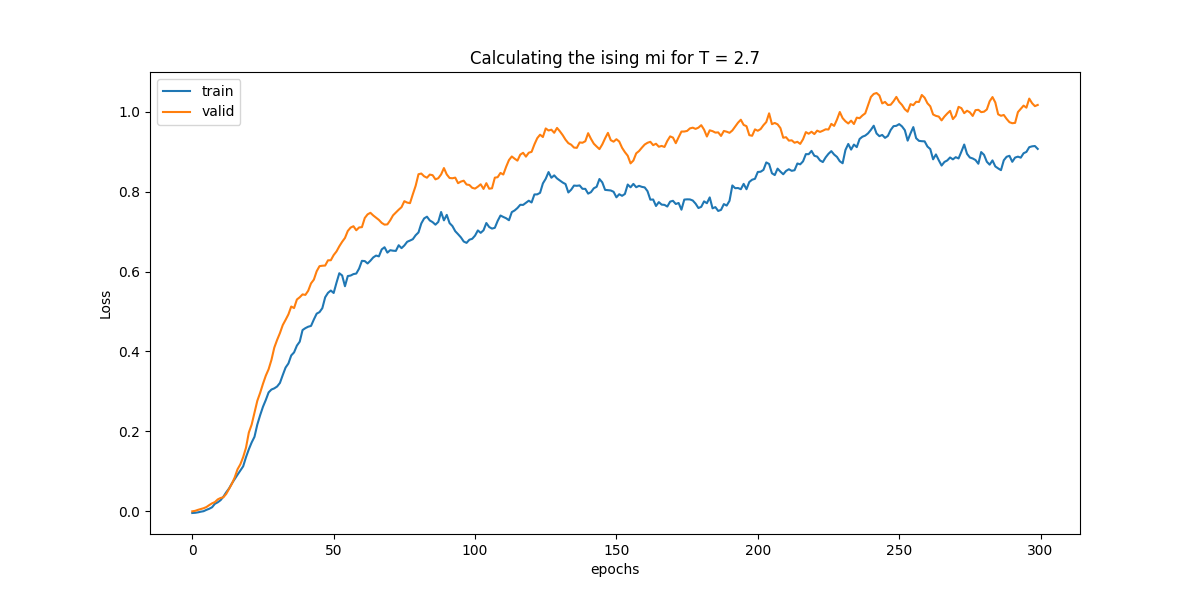 Calculating the ising mi for T = 2.7
train
valid
Loss
1.0
0.8
0.6
0.4
0.2
0.0
0 50 100 150 200 250 300
epochs